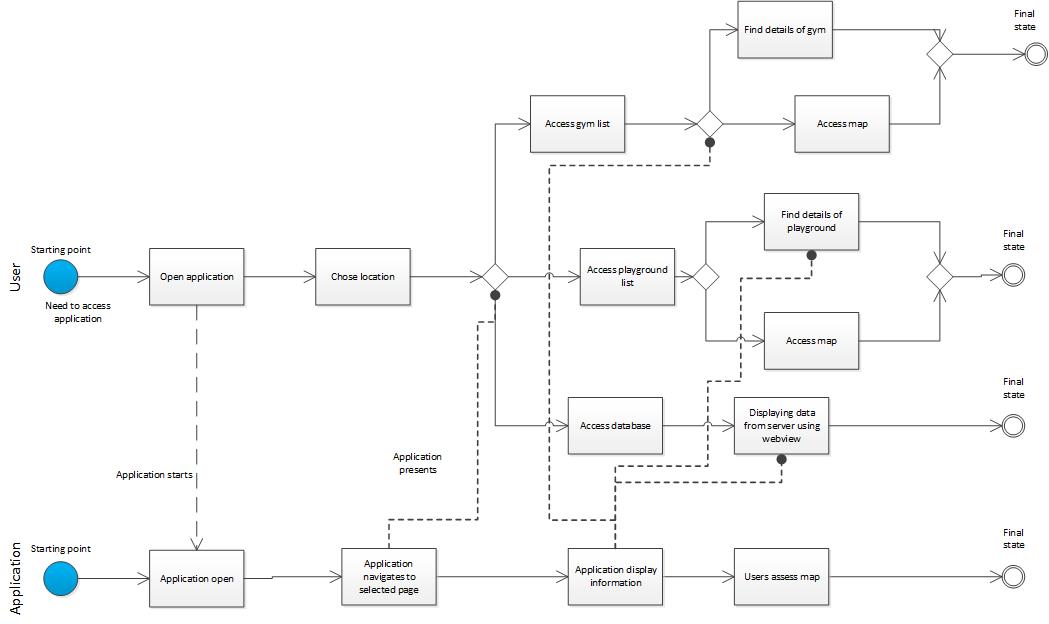 Final
state
Find details of gym
Access gym list
Access map
Find details of
playground
Final
state
User
Starting point
Open application
Chose location
Access playground
list
Need to access
application
Access map
Final
state
Access database
Displaying data
from server using
webview
Application
presents
Application starts
Application
Starting point
Final
state
Application open
Application
navigates to
selected page
Application display
information
Users assess map